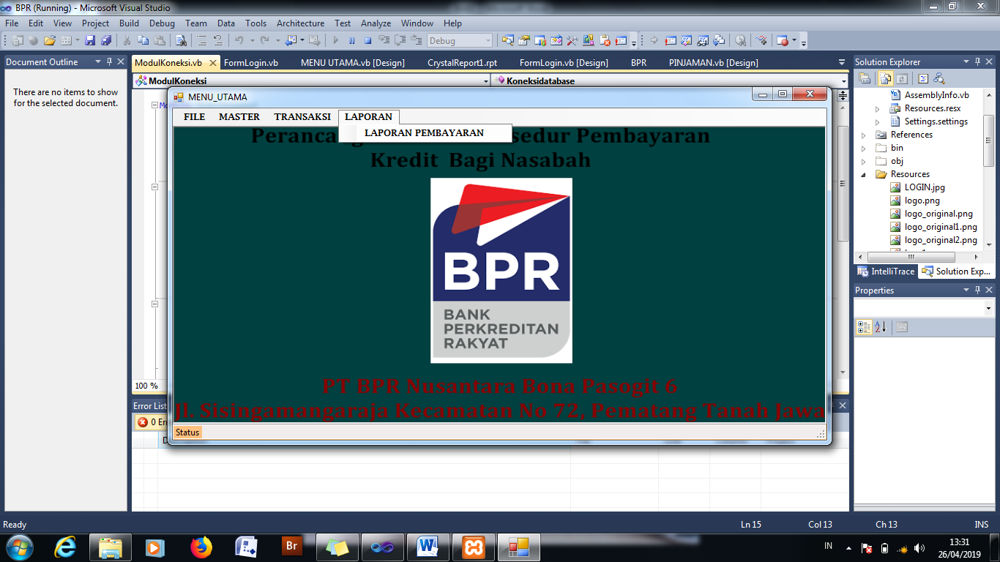 BPR (Running) - Microsoft Visual Studio
File Edit View Project Build Debug Team Data Tools Architecture Test Analyze Window Help
Debug
Document Outline
There are no items to show
for the selected document.
ModulKoneksi.vb FormLogin.vb MENU UTAMA.vb [Design] CrystalReport1.rpt FormLogin.vb [Design] BPR PINJAMAN.vb [Design]
ModulKoneksi Koneksidatabase
MENU_UTAMA
FILE MASTER TRANSAKSI LAPORAN
LAPORAN PEMBAYARAN
Pembayaran
Kredit Bagi Nasabah
BPR
BANK
PERKREDITAN
RAKYAT
PT BPR Nusantara Bona Pasogit 6
Jl. Sisingamangaraja Kecamatan No 72, Pematang Tanah Jawa
Status
100 %
Error List
Solution Explorer
AssemblyInfo.vb
Resources.resx
Settings.settings
References
bin
obj
Resources
LOGIN.jpg
logo.png
logo_original.png
logo_original1.png
logo_original2.png
IntelliTrace Solution Exp...
Properties
Ready Ln 15 Col 13 Ch 13 INS
Br W IN 13:31
26/04/2019